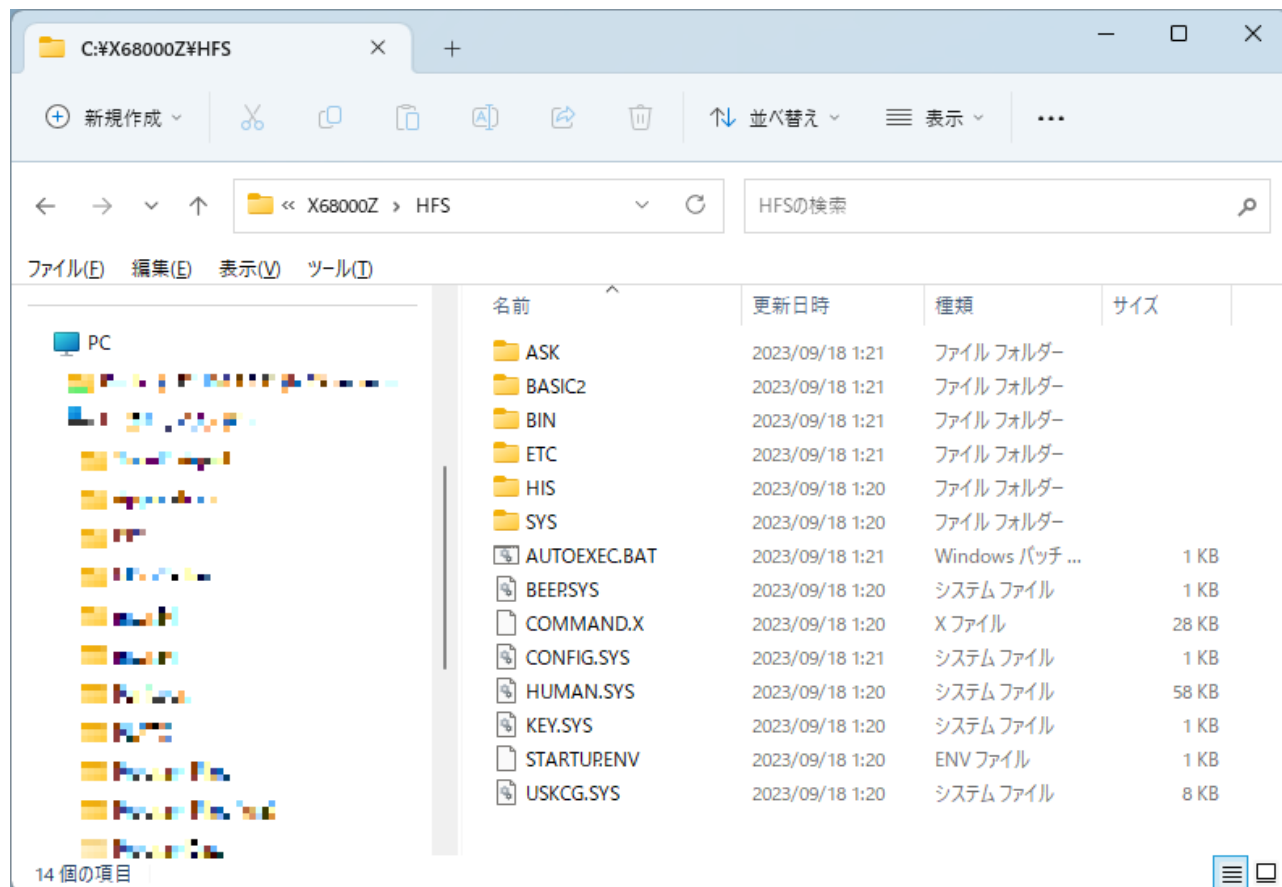 C:¥X68000Z¥HFS
新規作成
並べ替え
表示
« X68000Z › HFS
HFSの検索
ファイル(F) 編集(E) 表示(V) ツール(T)
名前 更新日時 種類 サイズ
PC
ASK 2023/09/18 1:21 ファイル フォルダー
BASIC2 2023/09/18 1:21 ファイル フォルダー
BIN 2023/09/18 1:21 ファイル フォルダー
ETC 2023/09/18 1:21 ファイル フォルダー
HIS 2023/09/18 1:20 ファイル フォルダー
SYS 2023/09/18 1:20 ファイル フォルダー
AUTOEXEC.BAT 2023/09/18 1:21 Windows バッチ ... 1 KB
BEEP.SYS 2023/09/18 1:20 システム ファイル 1 KB
COMMAND.X 2023/09/18 1:20 X ファイル 28 KB
CONFIG.SYS 2023/09/18 1:21 システム ファイル 1 KB
HUMAN.SYS 2023/09/18 1:20 システム ファイル 58 KB
KEY.SYS 2023/09/18 1:20 システム ファイル 1 KB
STARTUP.ENV 2023/09/18 1:20 ENV ファイル 1 KB
USKCG.SYS 2023/09/18 1:20 システム ファイル 8 KB
14 個の項目